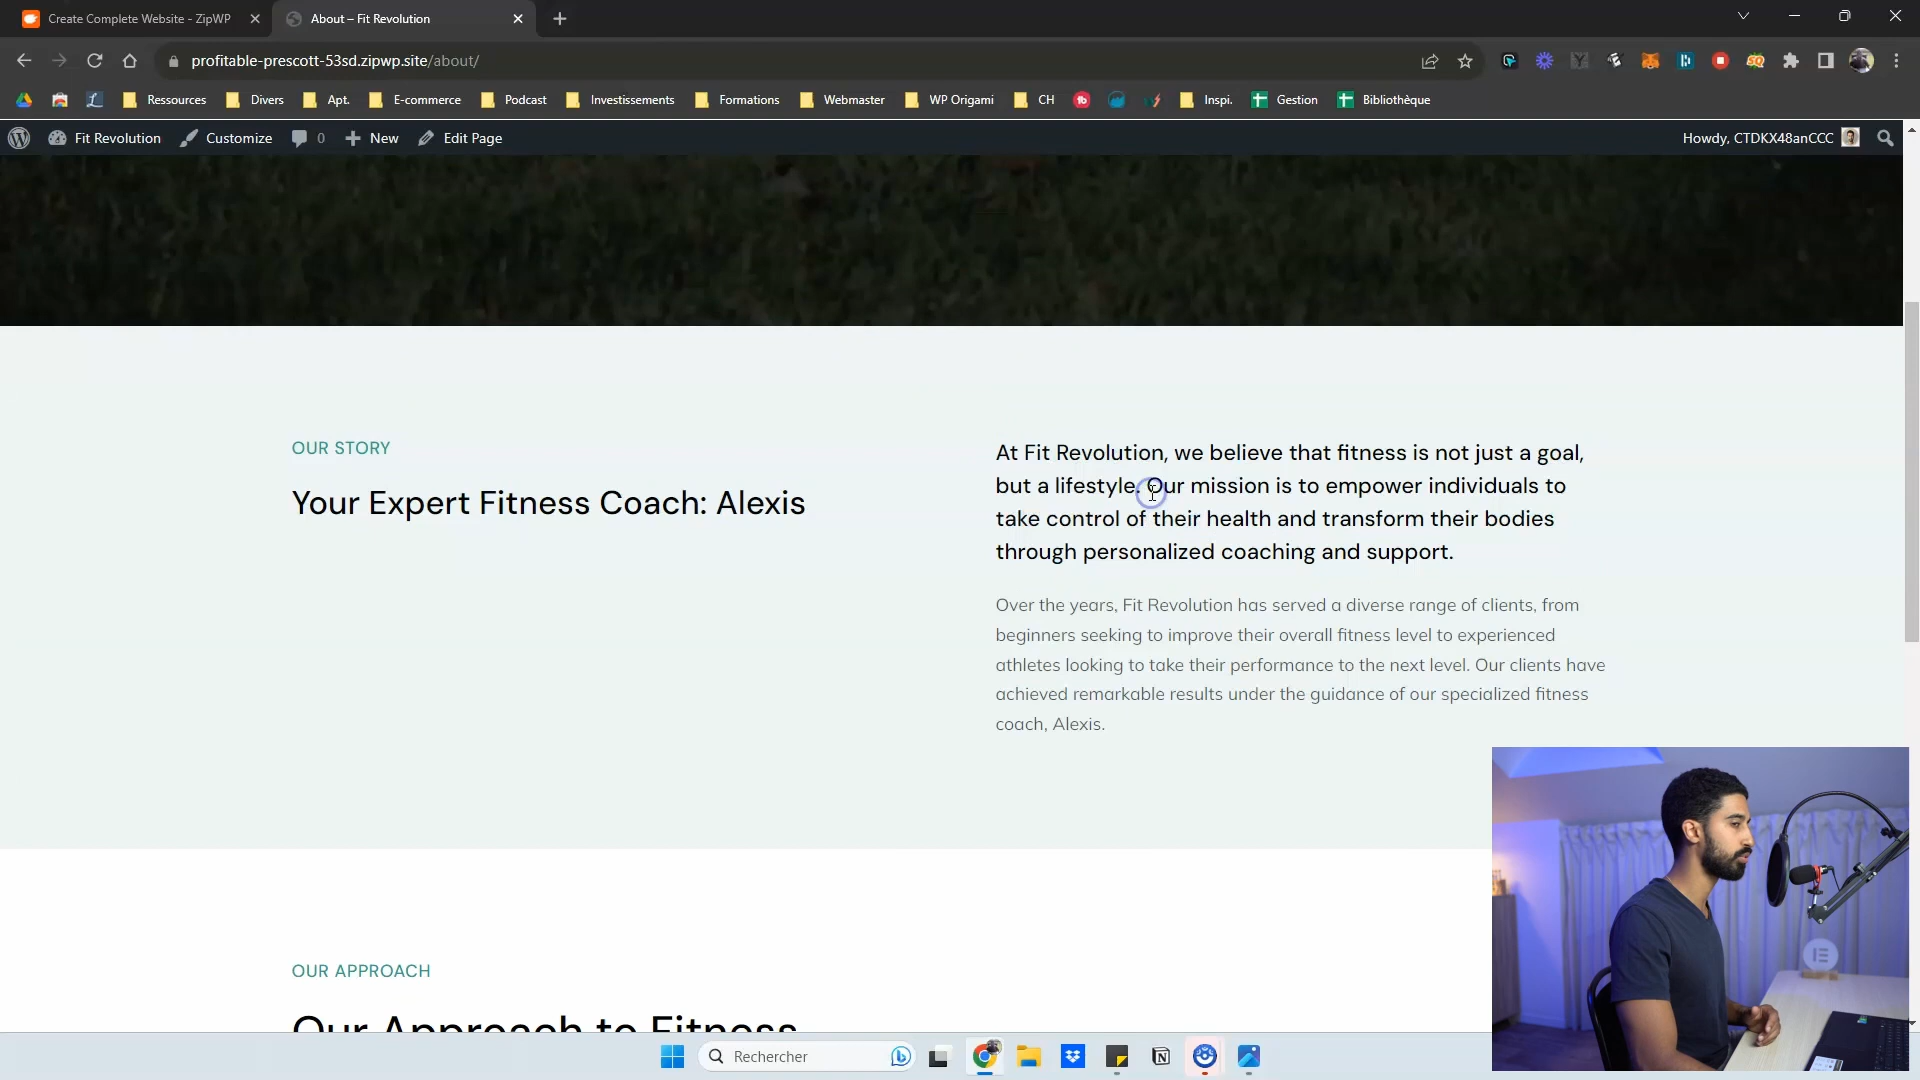 Create Complete Website - ZipWP
About – Fit Revolution
profitable-prescott-53sd.zipwp.site/about/
Ressources
Divers
Apt.
E-commerce
Podcast
Investissements
Formations
Webmaster
WP Origami
CH
Inspi.
Gestion
Bibliothèque
Fit Revolution
Customize
0
New
Edit Page
Howdy, CTDKX48anCCC
OUR STORY
Your Expert Fitness Coach: Alexis
At Fit Revolution, we believe that fitness is not just a goal,
but a lifestyle. Our mission is to empower individuals to
take control of their health and transform their bodies
through personalized coaching and support.
Over the years, Fit Revolution has served a diverse range of clients, from
beginners seeking to improve their overall fitness level to experienced
athletes looking to take their performance to the next level. Our clients have
achieved remarkable results under the guidance of our specialized fitness
coach, Alexis.
OUR APPROACH
Our Approach to Fitness
Rechercher